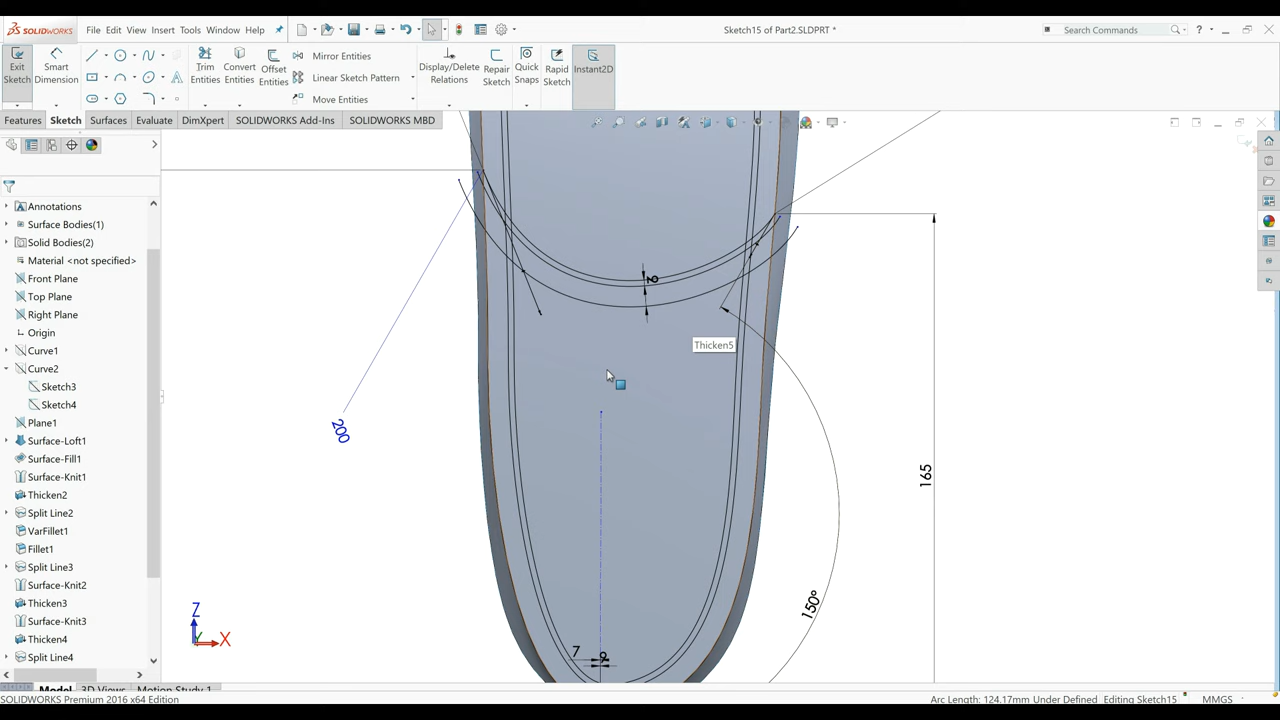 SOLIDWORKS File Edit View Insert Tools Window Help Sketch15 of Part2.SLDPRT * Search Commands
Exit Sketch
Smart Dimension
Trim Entities
Convert Entities
Offset Entities
Mirror Entities
Linear Sketch Pattern
Move Entities
Display/Delete Relations
Repair Sketch
Quick Snaps
Rapid Sketch
Instant2D
Features Sketch Surfaces Evaluate DimXpert SOLIDWORKS Add-Ins SOLIDWORKS MBD
Annotations
Surface Bodies(1)
Solid Bodies(2)
Material <not specified>
Front Plane
Top Plane
Right Plane
Origin
Curve1
Curve2
Sketch3
Sketch4
Plane1
Surface-Loft1
Surface-Fill1
Surface-Knit1
Thicken2
Split Line2
VarFillet1
Fillet1
Split Line3
Surface-Knit2
Thicken3
Surface-Knit3
Thicken4
Split Line4
Thicken5
200
165
150°
7
Z
X
Model 3D Views Motion Study 1
SOLIDWORKS Premium 2016 x64 Edition Arc Length: 124.17mm Under Defined Editing Sketch15 MMGS